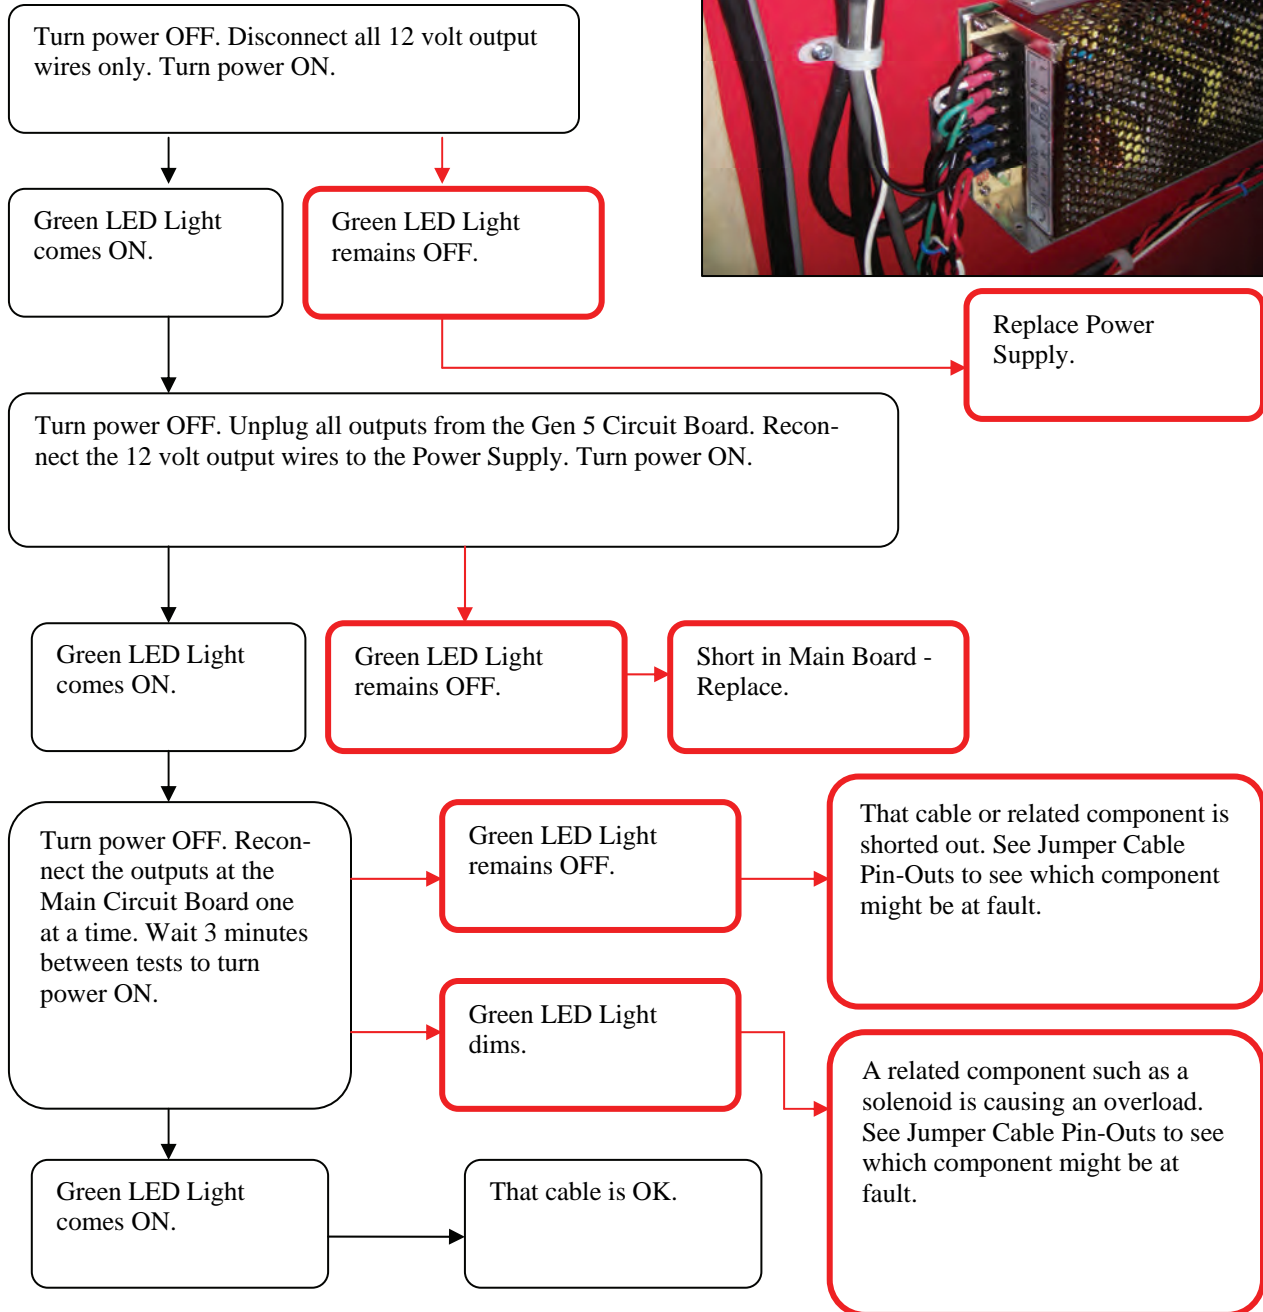 Turn power OFF. Disconnect all 12 volt output
wires only. Turn power ON.
Green LED Light
comes ON.
Green LED Light
remains OFF.
Replace Power
Supply.
Turn power OFF. Unplug all outputs from the Gen 5 Circuit Board. Recon-
nect the 12 volt output wires to the Power Supply. Turn power ON.
Green LED Light
comes ON.
Green LED Light
remains OFF.
Short in Main Board -
Replace.
Turn power OFF. Recon-
nect the outputs at the
Main Circuit Board one
at a time. Wait 3 minutes
between tests to turn
power ON.
Green LED Light
remains OFF.
That cable or related component is
shorted out. See Jumper Cable
Pin-Outs to see which component
might be at fault.
Green LED Light
dims.
A related component such as a
solenoid is causing an overload.
See Jumper Cable Pin-Outs to see
which component might be at
fault.
Green LED Light
comes ON.
That cable is OK.